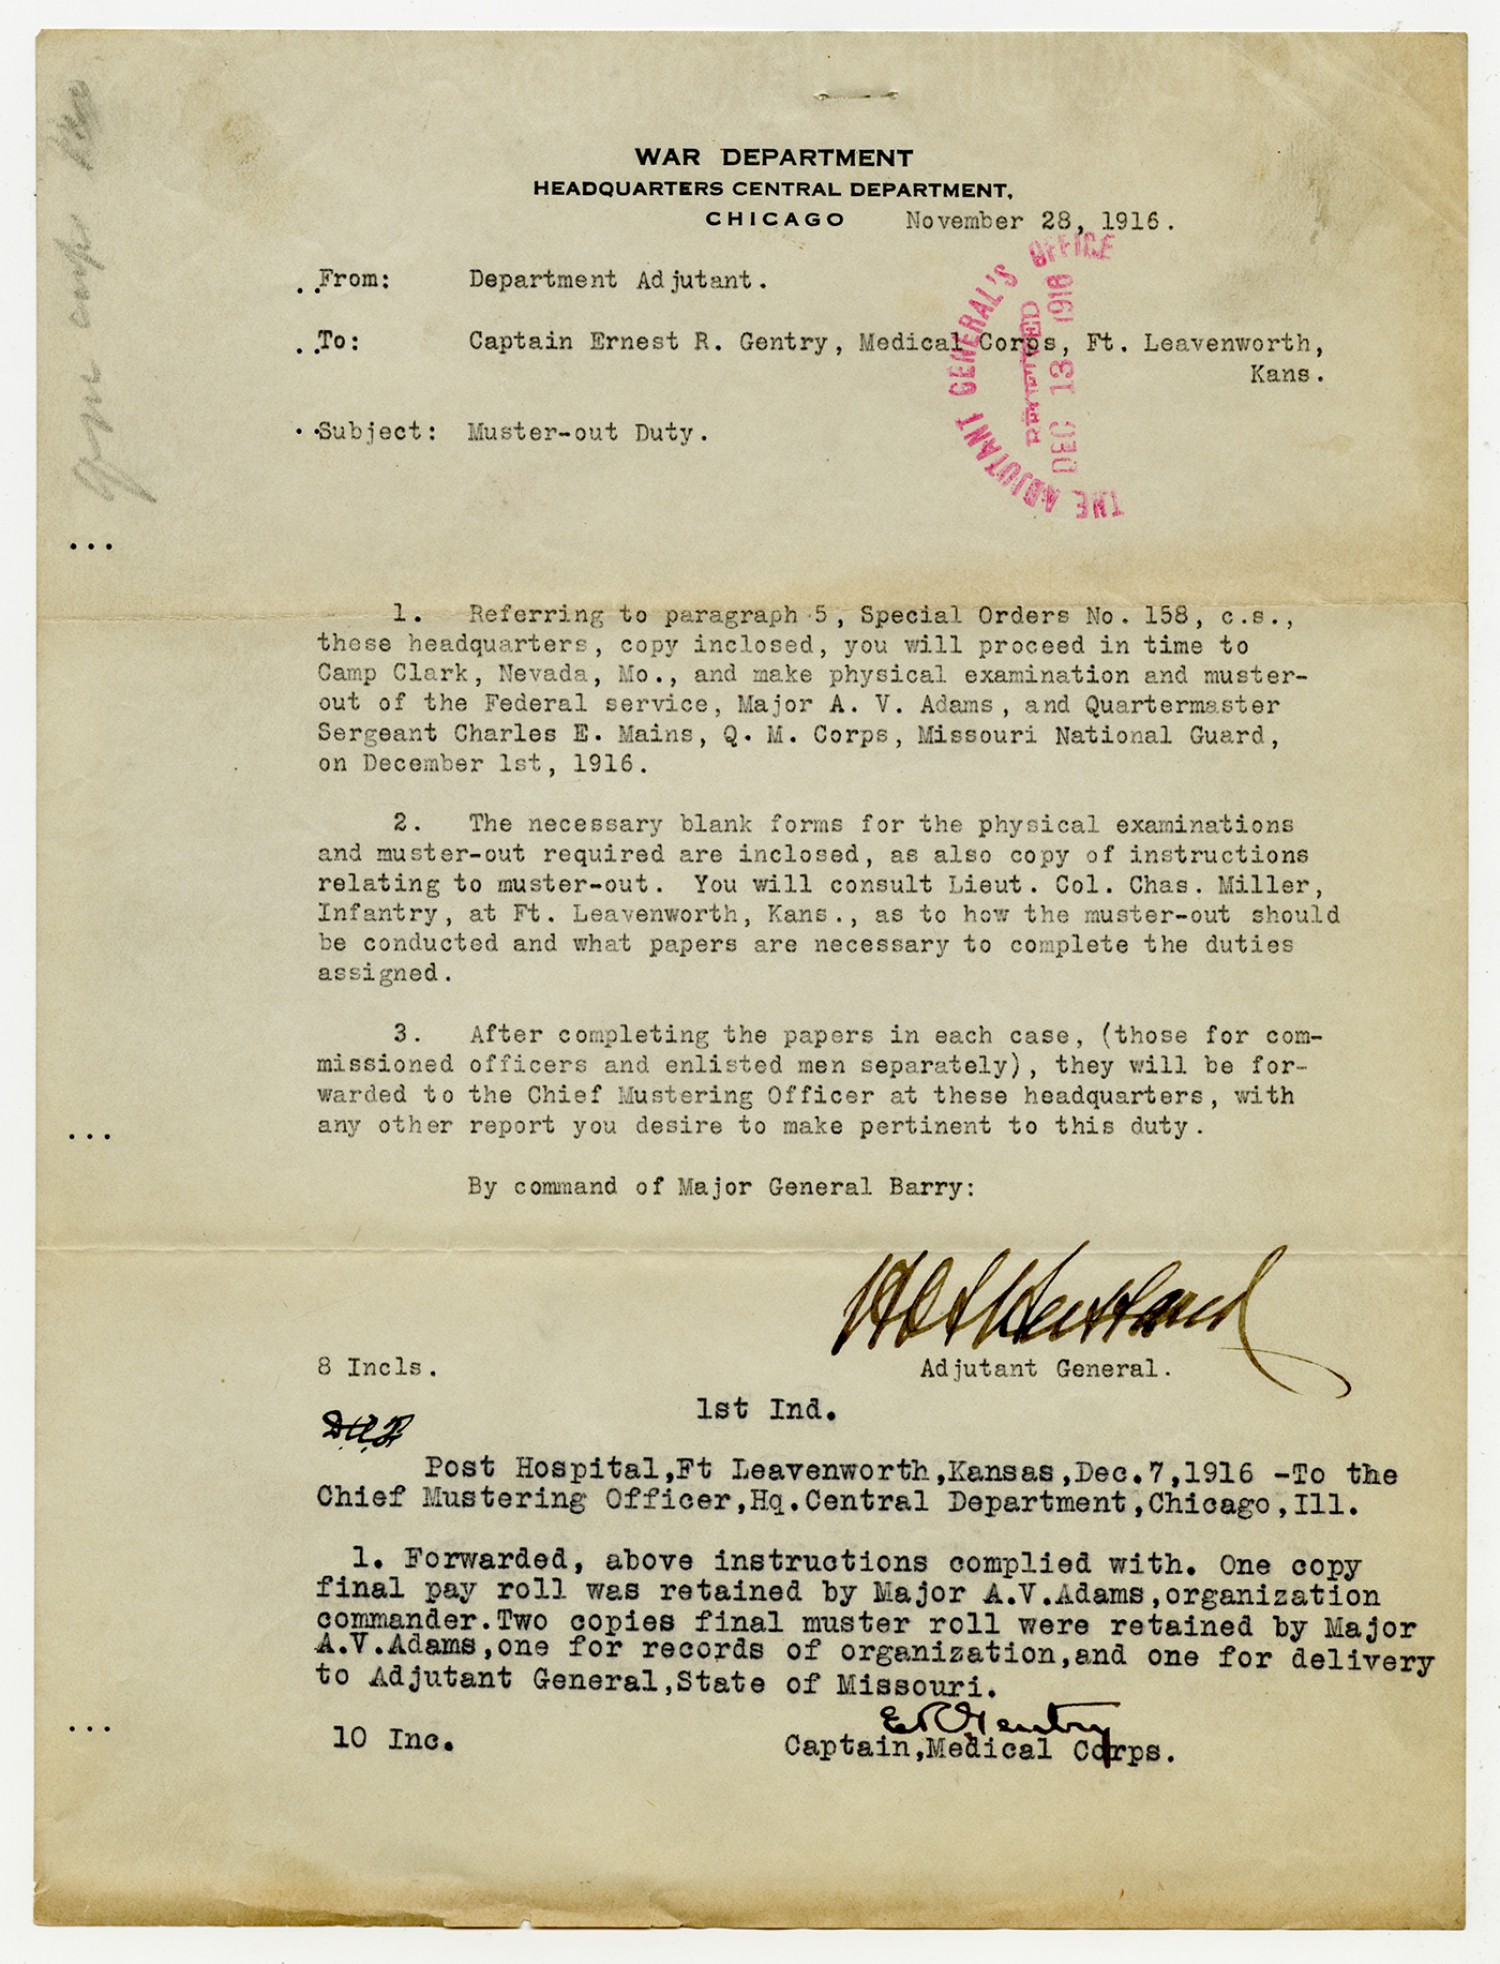 WAR DEPARTMENT
HEADQUARTERS CENTRAL DEPARTMENT,
CHICAGO November 28, 1916.
THE ADJUTANT GENERAL'S OFFICE
RECEIVED
DEC 13 1916
From: Department Adjutant.
To: Captain Ernest R. Gentry, Medical Corps, Ft. Leavenworth,
Kans.
Subject: Muster-out Duty.
1. Referring to paragraph 5, Special Orders No. 158, c.s.,
these headquarters, copy inclosed, you will proceed in time to
Camp Clark, Nevada, Mo., and make physical examination and muster-
out of the Federal service, Major A. V. Adams, and Quartermaster
Sergeant Charles E. Mains, Q. M. Corps, Missouri National Guard,
on December 1st, 1916.
2. The necessary blank forms for the physical examinations
and muster-out required are inclosed, as also copy of instructions
relating to muster-out. You will consult Lieut. Col. Chas. Miller,
Infantry, at Ft. Leavenworth, Kans., as to how the muster-out should
be conducted and what papers are necessary to complete the duties
assigned.
3. After completing the papers in each case, (those for com-
missioned officers and enlisted men separately), they will be for-
warded to the Chief Mustering Officer at these headquarters, with
any other report you desire to make pertinent to this duty.
By command of Major General Barry:
8 Incls.
Adjutant General.
1st Ind.
Post Hospital,Ft Leavenworth,Kansas,Dec.7,1916 -To the
Chief Mustering Officer,Hq.Central Department,Chicago,Ill.
1. Forwarded, above instructions complied with. One copy
final pay roll was retained by Major A.V.Adams,organization
commander.Two copies final muster roll were retained by Major
A.V.Adams,one for records of organization,and one for delivery
to Adjutant General,State of Missouri.
E R Gentry
10 Inc.
Captain,Medical Corps.